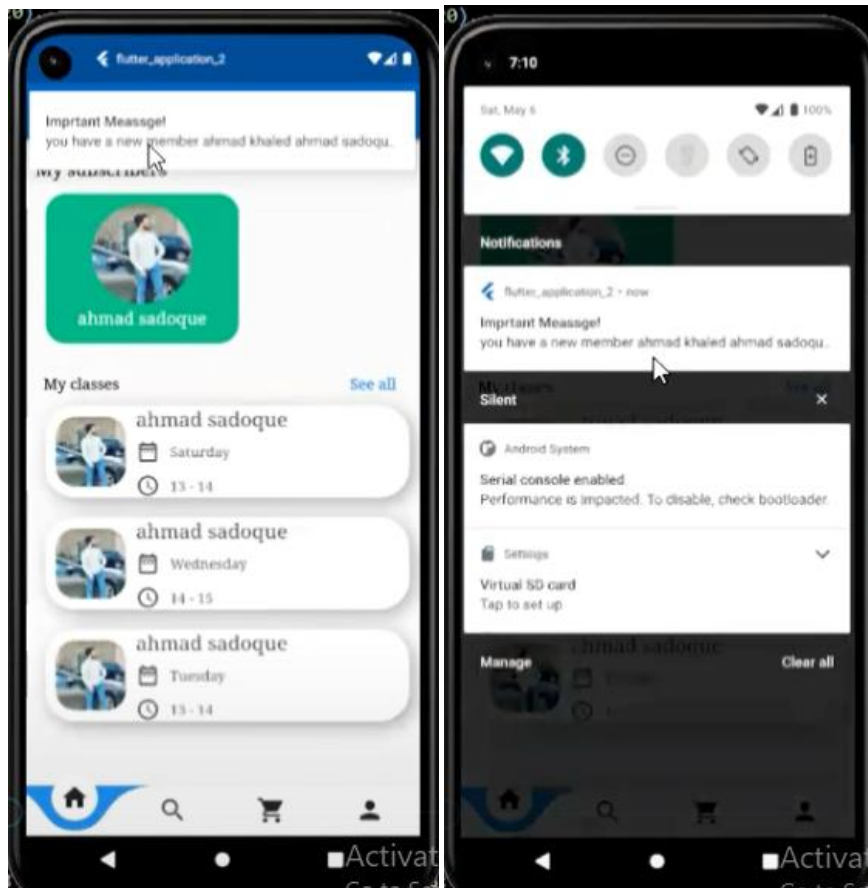 flutter_application_2
Imprtant Meassge!
you have a new member ahmad khaled ahmad sadoqu..
My subscribers
ahmad sadoque
My classes
See all
ahmad sadoque
Saturday
13 - 14
ahmad sadoque
Wednesday
14 - 15
ahmad sadoque
Tuesday
13 - 14
Activat
7:10
Sat, May 6
100%
Notifications
flutter_application_2 • now
Imprtant Meassge!
you have a new member ahmad khaled ahmad sadoqu..
My classes
See all
Silent
Android System
Serial console enabled
Performance is impacted. To disable, check bootloader.
Settings
Virtual SD card
Tap to set up
ahmad sadoque
Manage
Clear all
Activat